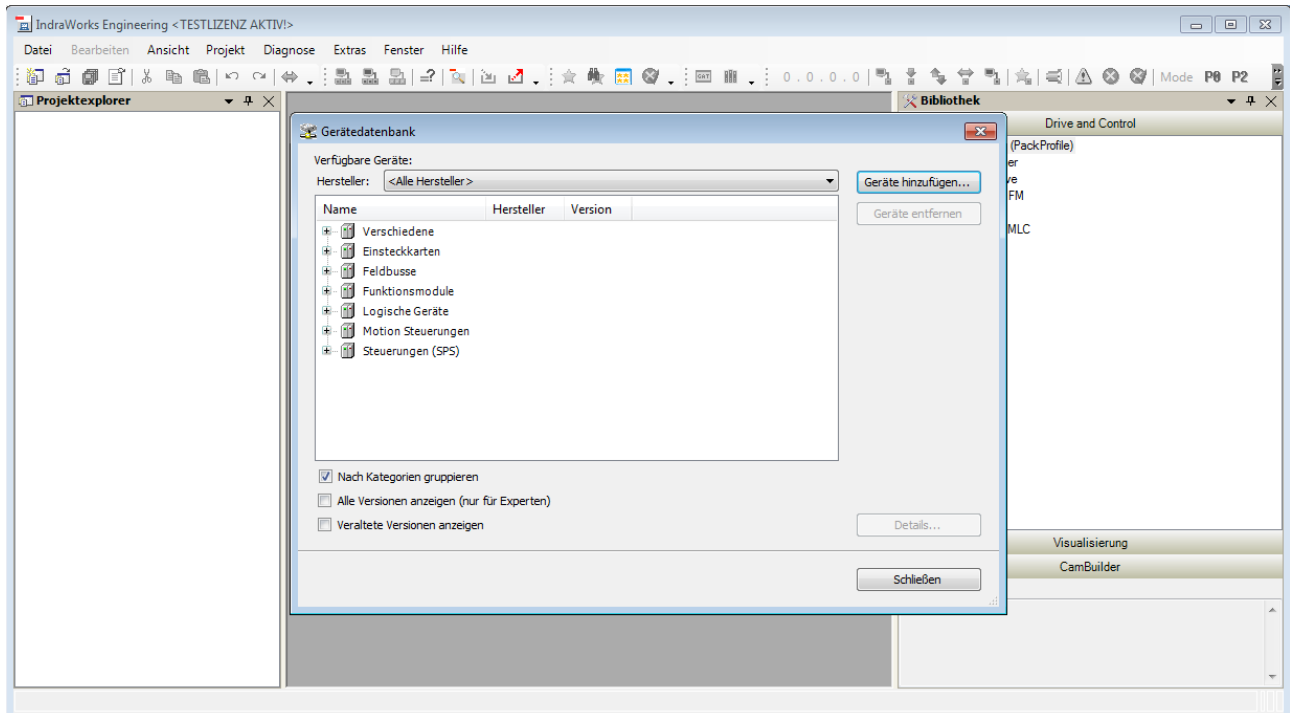 IndraWorks Engineering <TESTLIZENZ AKTIV!>
Datei Bearbeiten Ansicht Projekt Diagnose Extras Fenster Hilfe
0 . 0 . 0 . 0 Mode P0 P2
Projektexplorer
Bibliothek
Drive and Control
(PackProfile)
er
ve
FM
MLC
Gerätedatenbank
Verfügbare Geräte:
Hersteller: <Alle Hersteller>
Geräte hinzufügen...
Geräte entfernen
Name Hersteller Version
Verschiedene
Einsteckkarten
Feldbusse
Funktionsmodule
Logische Geräte
Motion Steuerungen
Steuerungen (SPS)
Nach Kategorien gruppieren
Alle Versionen anzeigen (nur für Experten)
Veraltete Versionen anzeigen
Details...
Schließen
Visualisierung
CamBuilder